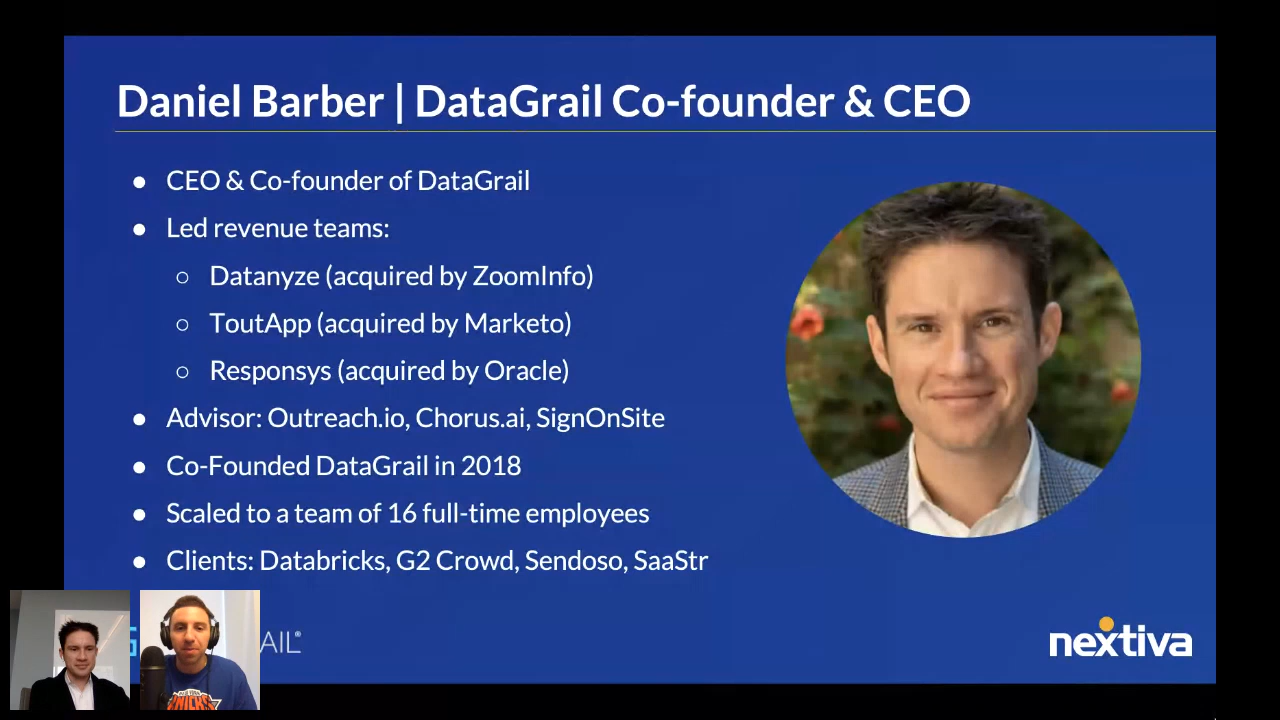 Daniel Barber | DataGrail Co-founder & CEO
● CEO & Co-founder of DataGrail
● Led revenue teams:
○ Datanyze (acquired by ZoomInfo)
○ ToutApp (acquired by Marketo)
○ Responsys (acquired by Oracle)
● Advisor: Outreach.io, Chorus.ai, SignOnSite
● Co-Founded DataGrail in 2018
● Scaled to a team of 16 full-time employees
● Clients: Databricks, G2 Crowd, Sendoso, SaaStr
AIL®
nextiva
KNICKS